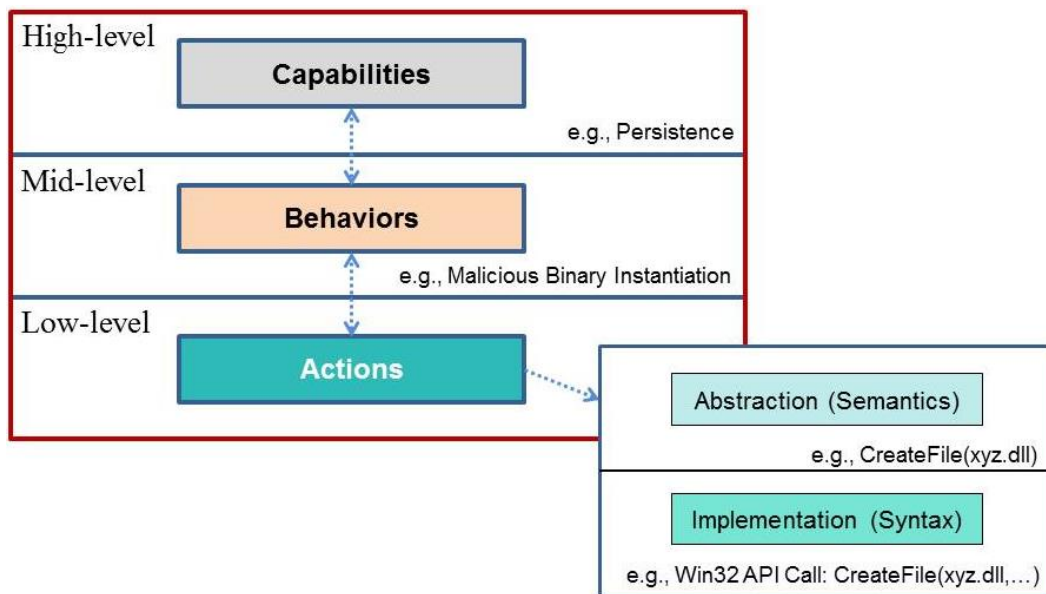 High-level
Capabilities
e.g., Persistence
Mid-level
Behaviors
e.g., Malicious Binary Instantiation
Low-level
Actions
Abstraction (Semantics)
e.g., CreateFile(xyz.dll)
Implementation (Syntax)
e.g., Win32 API Call: CreateFile(xyz.dll,…)